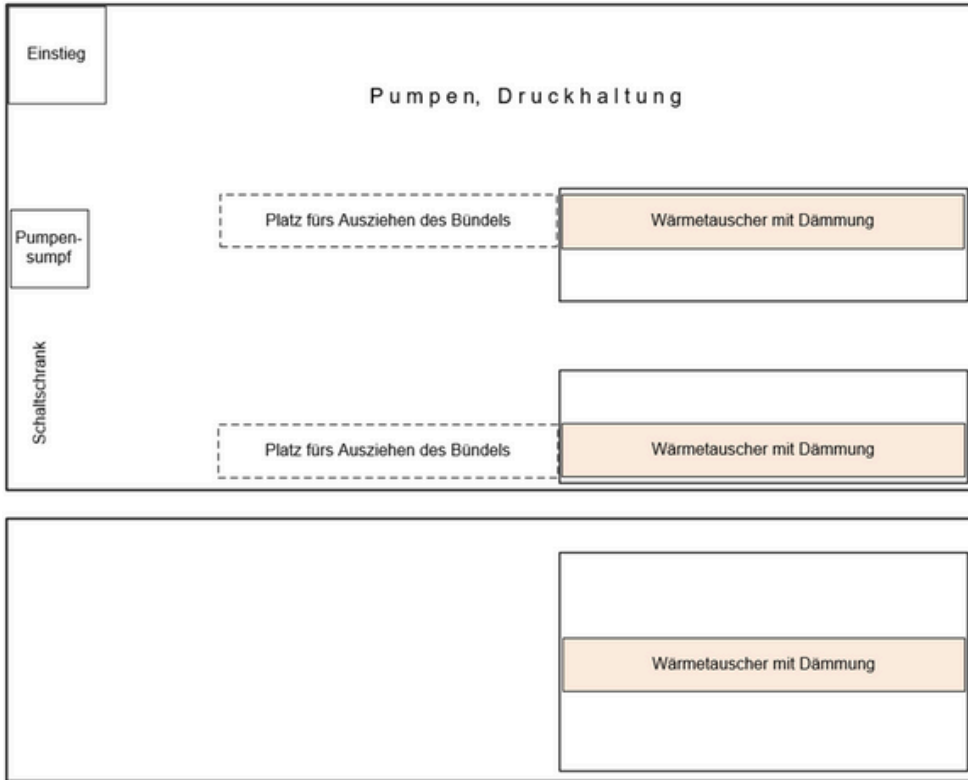 Einstieg
Pumpen, Druckhaltung
Platz fürs Ausziehen des Bündels
Wärmetauscher mit Dämmung
Pumpen-
sumpf
Schaltschrank
Platz fürs Ausziehen des Bündels
Wärmetauscher mit Dämmung
Wärmetauscher mit Dämmung